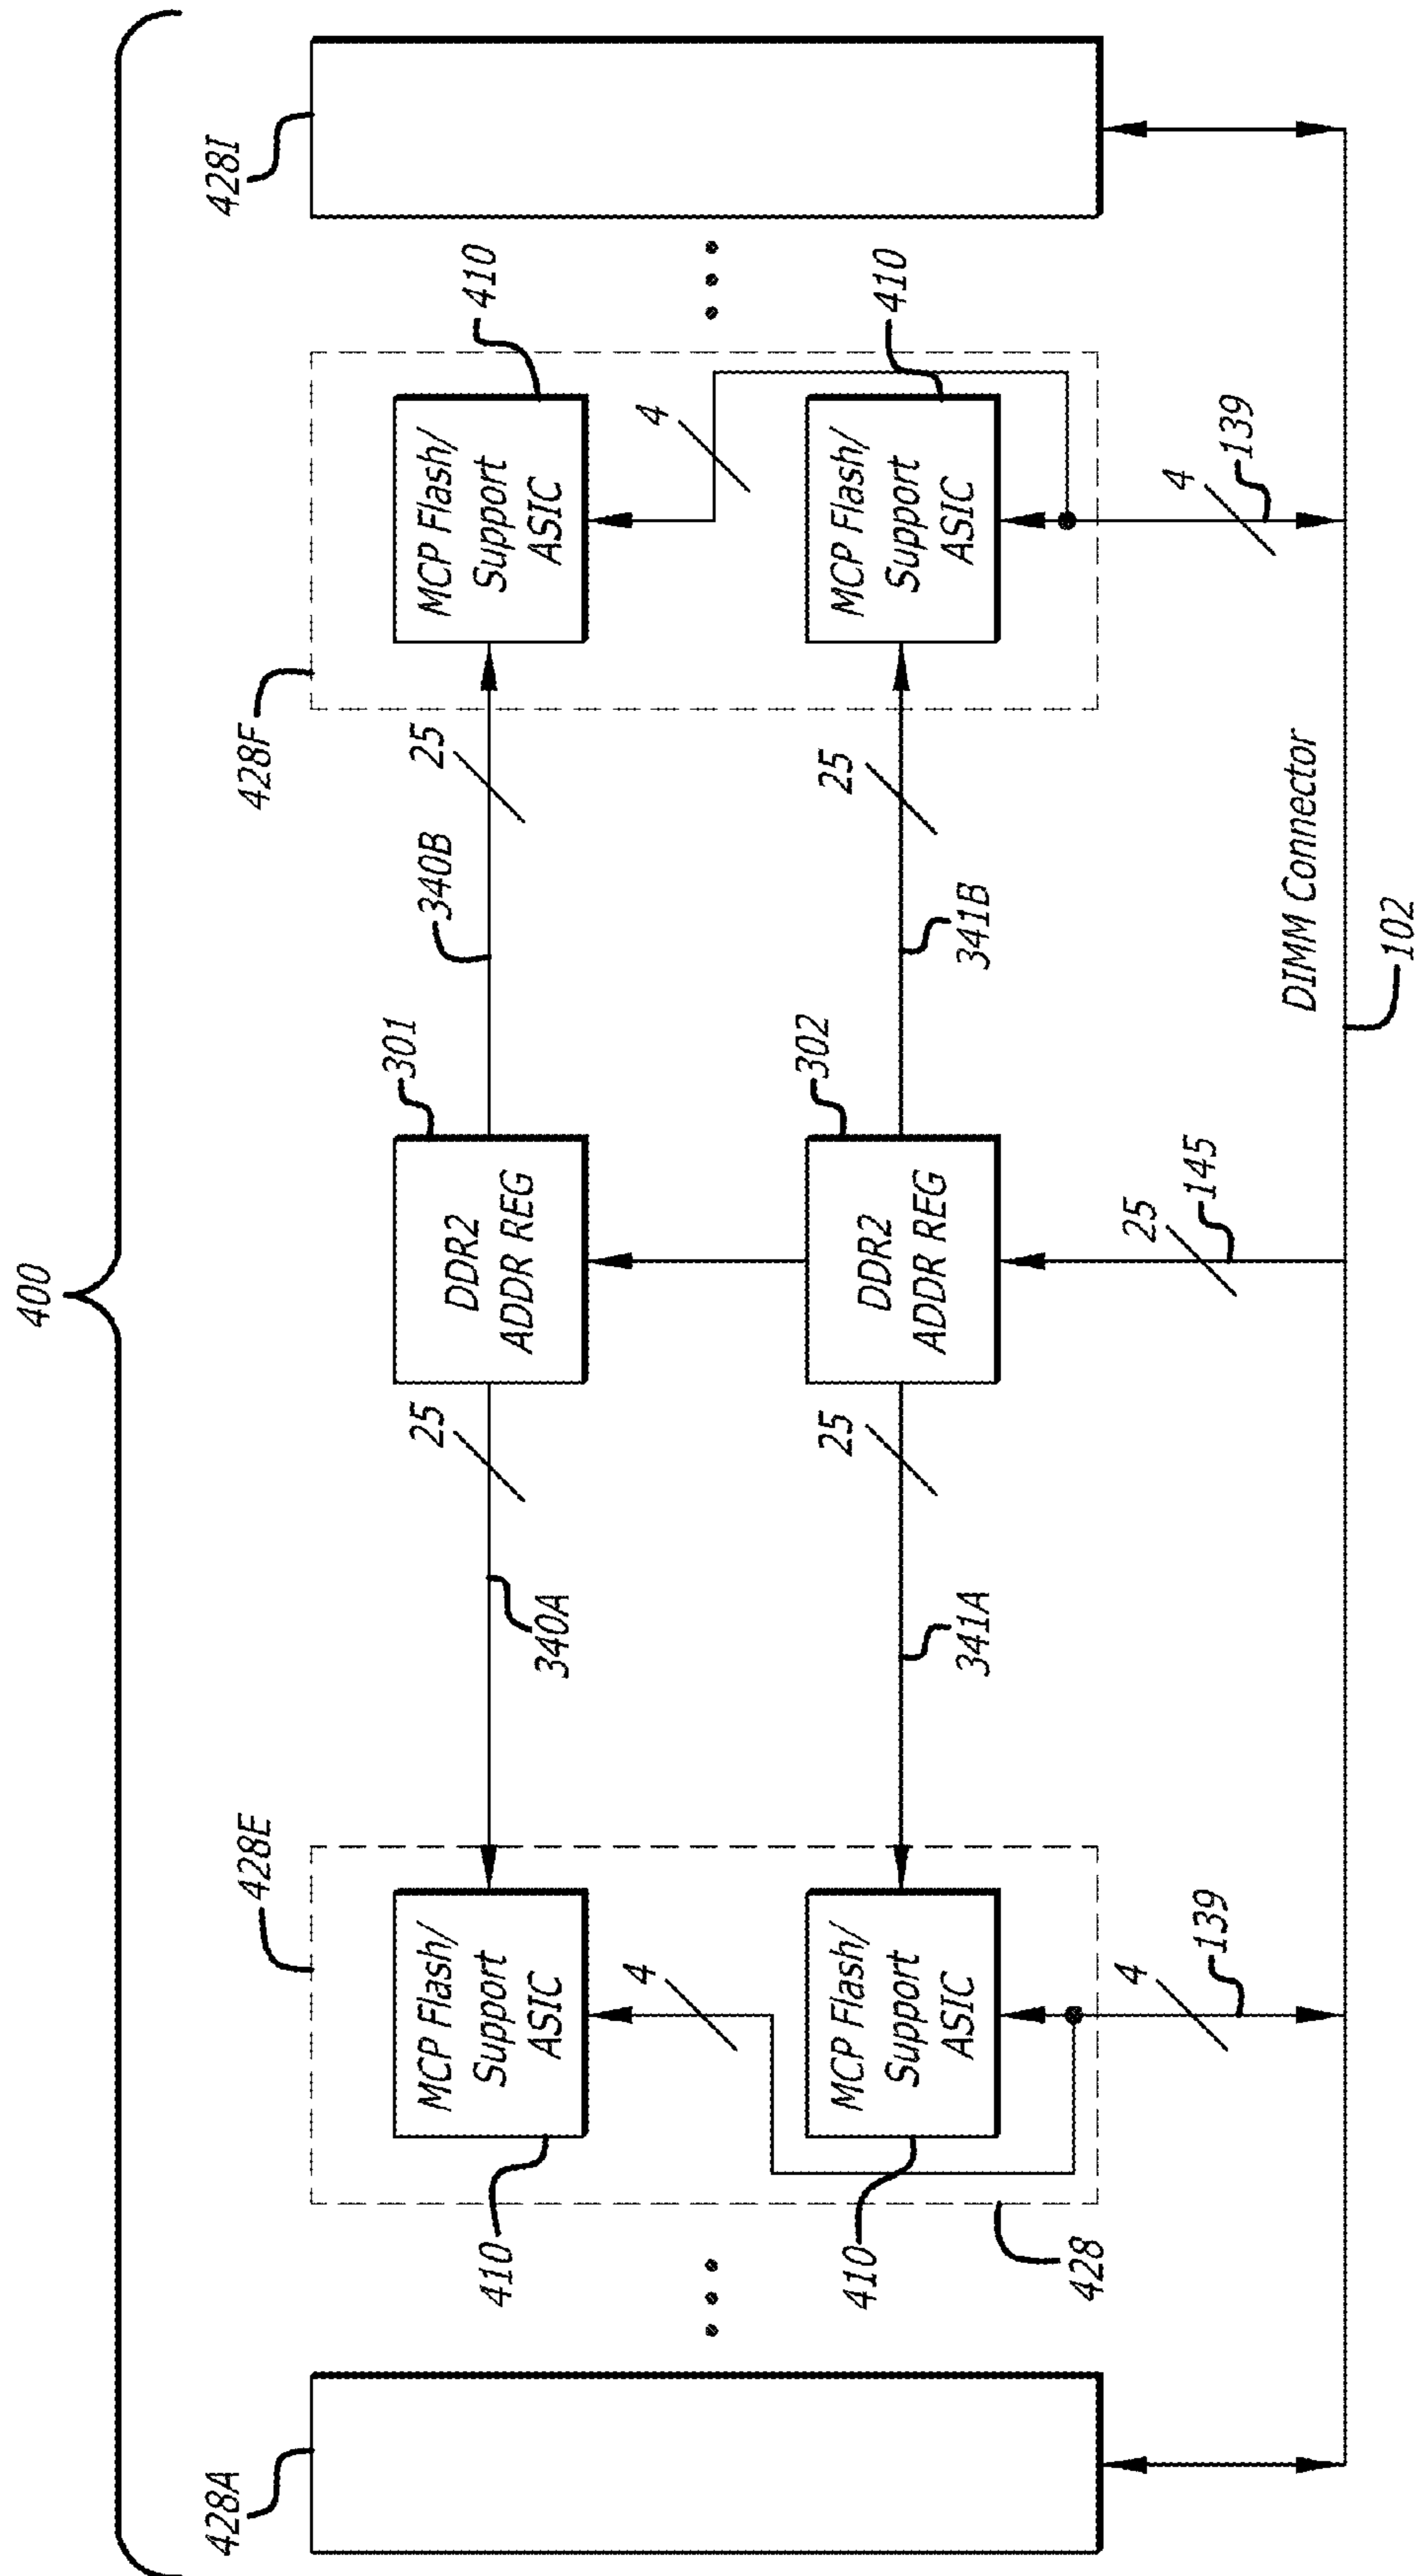 400
428A
428E
428F
428I
410
MCP Flash/
Support
ASIC
340A
25
DDR2
ADDR REG
301
340B
25
MCP Flash/
Support
ASIC
410
4
4
410
MCP Flash/
Support
ASIC
341A
25
DDR2
ADDR REG
302
341B
25
MCP Flash/
Support
ASIC
410
428
4
139
25
145
4
139
DIMM Connector
102